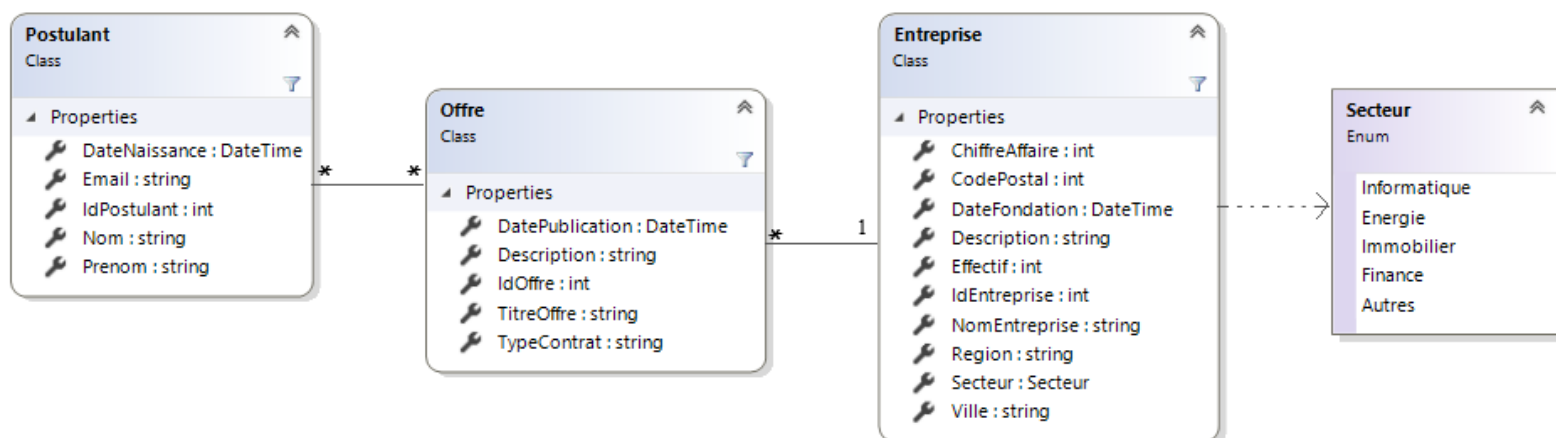 Postulant
Class
Properties
DateNaissance : DateTime
Email : string
IdPostulant : int
Nom : string
Prenom : string
*
*
Offre
Class
Properties
DatePublication : DateTime
Description : string
IdOffre : int
TitreOffre : string
TypeContrat : string
*
1
Entreprise
Class
Properties
ChiffreAffaire : int
CodePostal : int
DateFondation : DateTime
Description : string
Effectif : int
IdEntreprise : int
NomEntreprise : string
Region : string
Secteur : Secteur
Ville : string
Secteur
Enum
Informatique
Energie
Immobilier
Finance
Autres